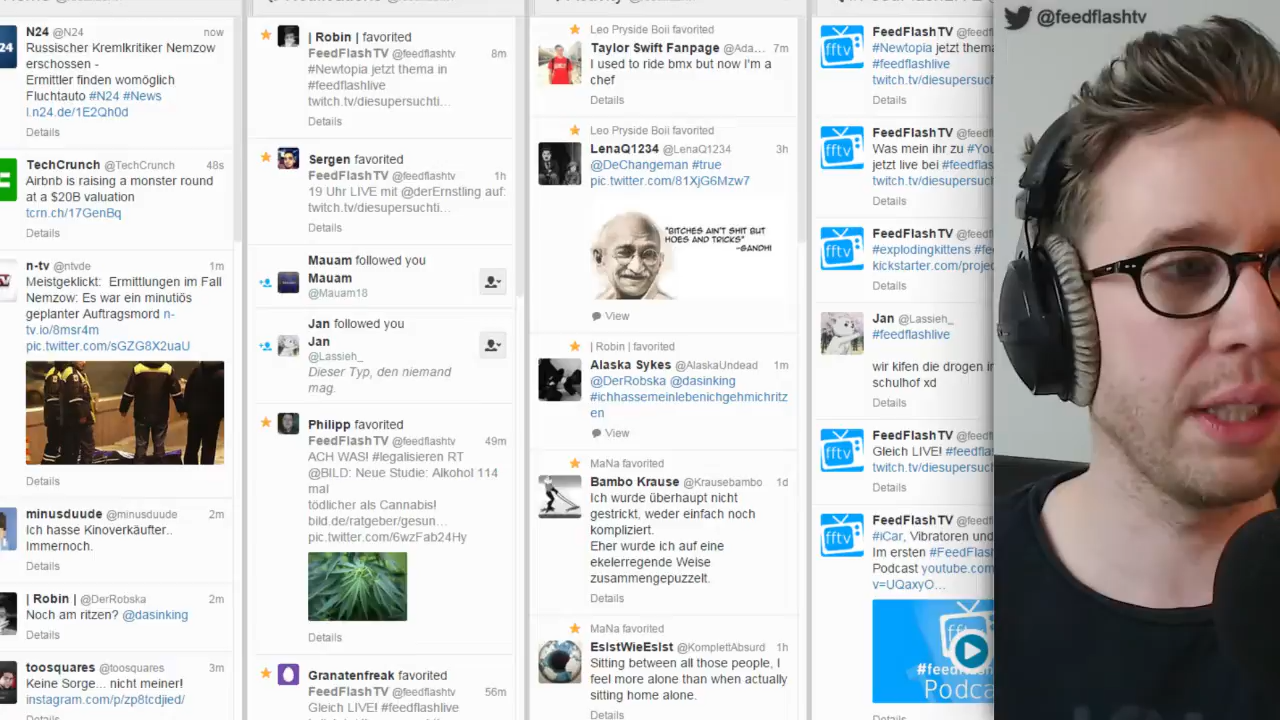 @feedflashtv
N24 @N24 now
Russischer Kremlkritiker Nemzow
erschossen -
Ermittler finden womöglich
Fluchtauto #N24 #News
l.n24.de/1E2Qh0d
Details
TechCrunch @TechCrunch 48s
Airbnb is raising a monster round
at a $20B valuation
tcrn.ch/17GenBq
Details
n-tv @ntvde 1m
Meistgeklickt: Ermittlungen im Fall
Nemzow: Es war ein minutiös
geplanter Auftragsmord n-
tv.io/8msr4m
pic.twitter.com/sGZG8X2uaU
Details
minusduude @minusduude 2m
Ich hasse Kinoverkäufter..
Immernoch.
Details
| Robin | @DerRobska 2m
Noch am ritzen? @dasinking
Details
toosquares @toosquares 3m
Keine Sorge... nicht meiner!
instagram.com/p/zp8tcdjied/
| Robin | favorited
FeedFlashTV @feedflashtv 8m
#Newtopia jetzt thema in
#feedflashlive
twitch.tv/diesupersuchti...
Details
Sergen favorited
FeedFlashTV @feedflashtv 1h
19 Uhr LIVE mit @derErnstling auf:
twitch.tv/diesupersuchti...
Details
Mauam followed you
Mauam
@Mauam18
Jan followed you
Jan
@Lassieh_
Dieser Typ, den niemand
mag.
Philipp favorited
FeedFlashTV @feedflashtv 49m
ACH WAS! #legalisieren RT
@BILD: Neue Studie: Alkohol 114
mal
tödlicher als Cannabis!
bild.de/ratgeber/gesun...
pic.twitter.com/6wzFab24Hy
Details
Granatenfreak favorited
FeedFlashTV @feedflashtv 56m
Gleich LIVE! #feedflashlive
Leo Pryside Boii favorited
Taylor Swift Fanpage @Ada... 7m
I used to ride bmx but now I'm a
chef
Details
Leo Pryside Boii favorited
LenaQ1234 @LenaQ1234 3h
@DeChangeman #true
pic.twitter.com/81XjG6Mzw7
"BITCHES AIN'T SHIT BUT
HOES AND TRICKS"
-GANDHI
View
| Robin | favorited
Alaska Sykes @AlaskaUndead 1m
@DerRobska @dasinking
#ichhassemeinlebenichgehmichritz
en
View
MaNa favorited
Bambo Krause @Krausebambo 1d
Ich wurde überhaupt nicht
gestrickt, weder einfach noch
kompliziert.
Eher wurde ich auf eine
ekelerregende Weise
zusammengepuzzelt.
Details
MaNa favorited
EsIstWieEsIst @KomplettAbsurd 1h
Sitting between all those people, I
feel more alone than when actually
sitting home alone.
Details
FeedFlashTV @feedfl
#Newtopia jetzt thema
#feedflashlive
twitch.tv/diesupersuchti
Details
FeedFlashTV @feedfl
Was mein ihr zu #You
jetzt live bei #feedflas
twitch.tv/diesupersuchti
Details
FeedFlashTV @feedf
#explodingkittens #fee
kickstarter.com/projec
Details
Jan @Lassieh_
#feedflashlive
wir kifen die drogen i
schulhof xd
Details
FeedFlashTV @feedfl
Gleich LIVE! #feedfla
twitch.tv/diesupersuchti
Details
FeedFlashTV @feedfl
#iCar, Vibratoren und
Im ersten #FeedFlash
Podcast youtube.com
v=UQaxyO...
fftv
#feedf
Podca
Details